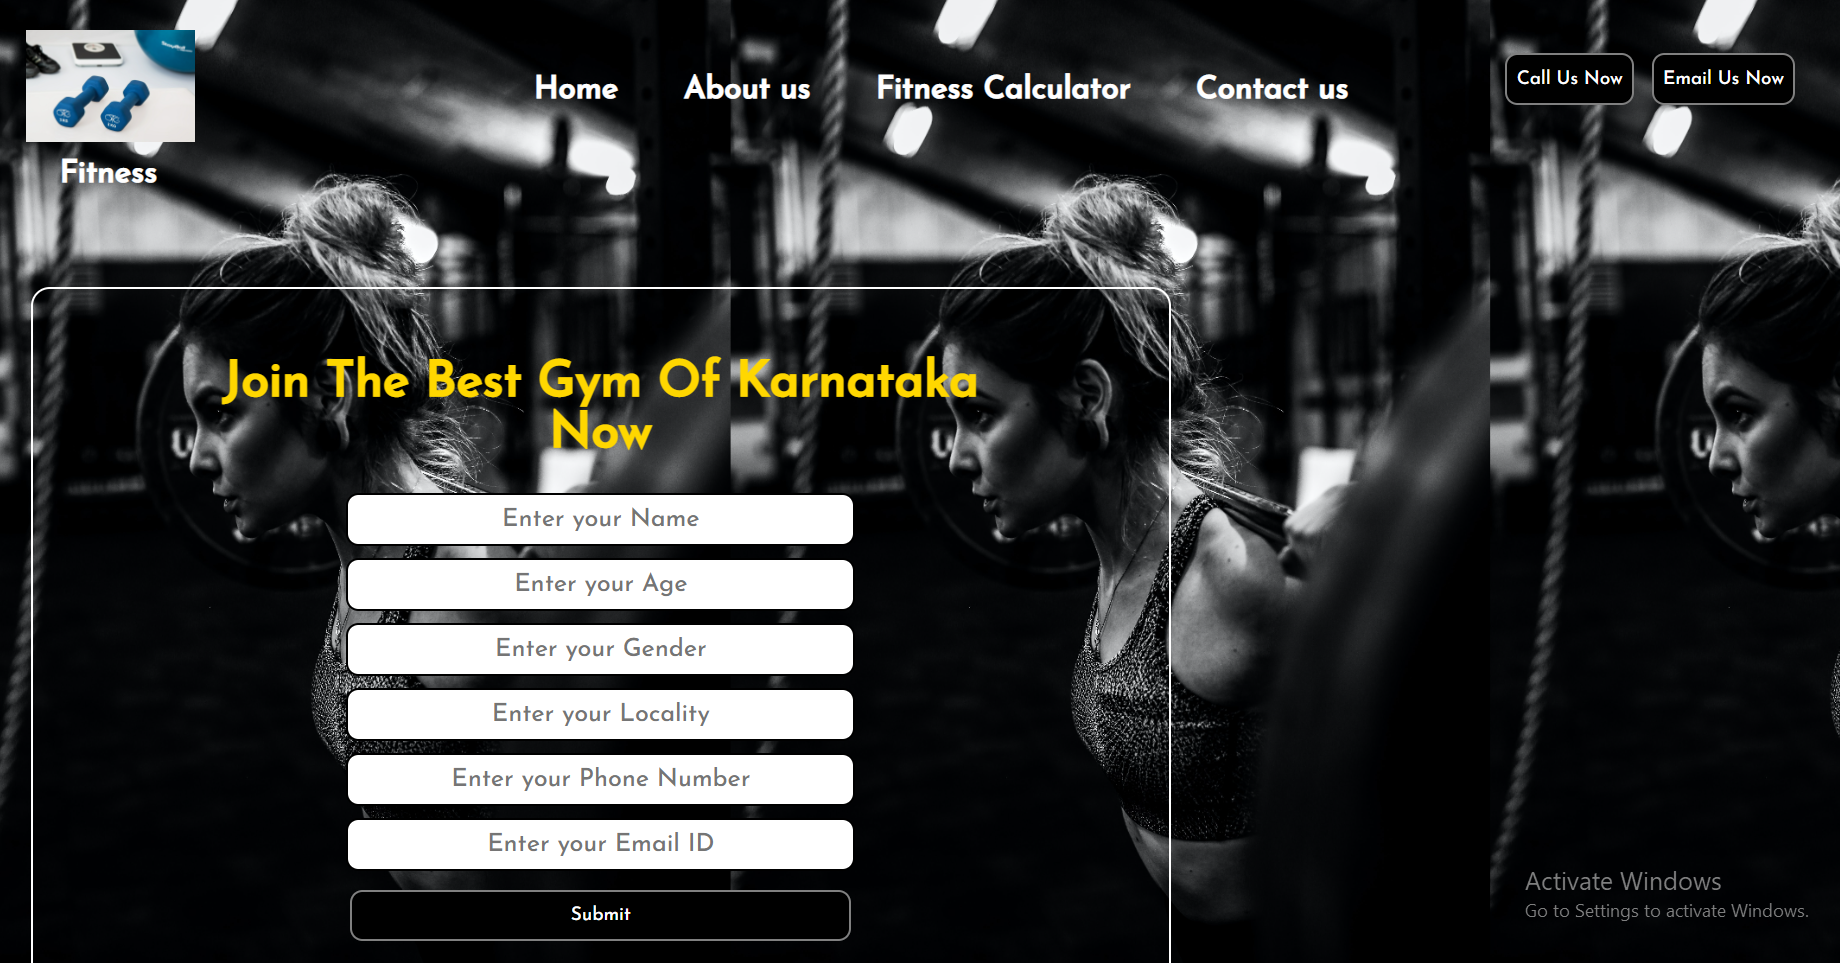 Home
About us
Fitness Calculator
Contact us
Call Us Now
Email Us Now
Fitness
Join The Best Gym Of Karnataka
Now
Enter your Name
Enter your Age
Enter your Gender
Enter your Locality
Enter your Phone Number
Enter your Email ID
Submit
Activate Windows
Go to Settings to activate Windows.